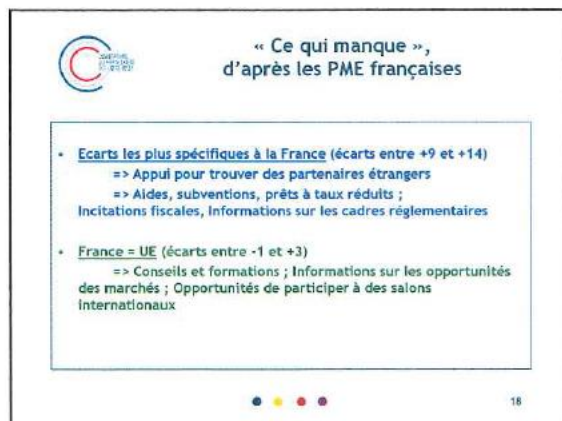 « Ce qui manque »,
d'après les PME françaises
• Ecarts les plus spécifiques à la France (écarts entre +9 et +14)
=> Appui pour trouver des partenaires étrangers
=> Aides, subventions, prêts à taux réduits ;
Incitations fiscales, Informations sur les cadres réglementaires
• France = UE (écarts entre -1 et +3)
=> Conseils et formations ; Informations sur les opportunités
des marchés ; Opportunités de participer à des salons
internationaux
18